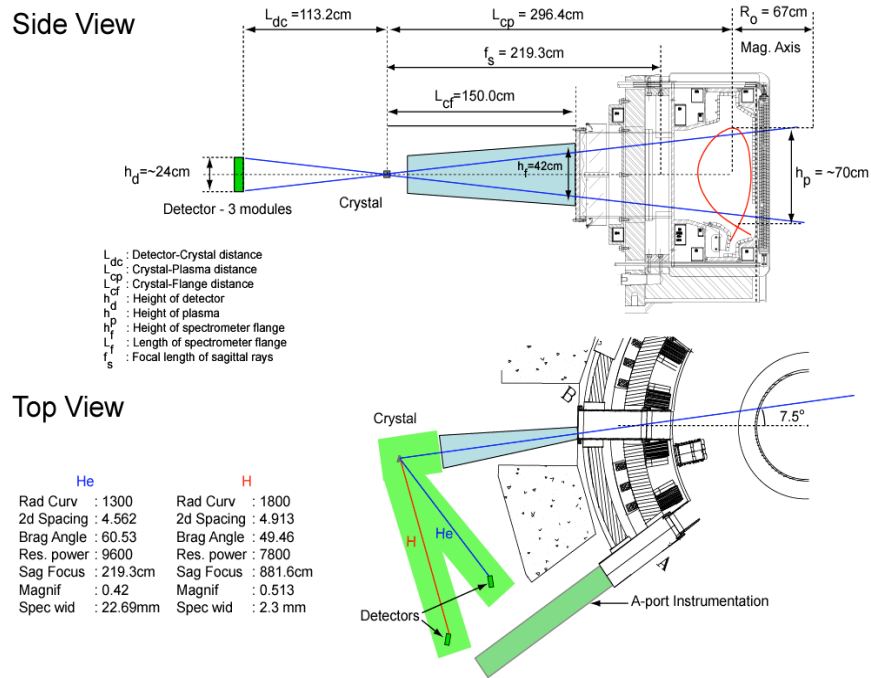 Side View
L_dc = 113.2cm
L_cp = 296.4cm
R_o = 67cm
Mag. Axis
f_s = 219.3cm
L_cf = 150.0cm
h_d = ~24cm
h_f = 42cm
h_p = ~70cm
Detector - 3 modules
Crystal
L_dc : Detector-Crystal distance
L_cp : Crystal-Plasma distance
L_cf : Crystal-Flange distance
h_d : Height of detector
h_p : Height of plasma
h_f : Height of spectrometer flange
L_f : Length of spectrometer flange
f_s : Focal length of sagittal rays
Top View
Crystal
B
7.5°
He
Rad Curv : 1300
2d Spacing : 4.562
Brag Angle : 60.53
Res. power : 9600
Sag Focus : 219.3cm
Magnif : 0.42
Spec wid : 22.69mm
H
Rad Curv : 1800
2d Spacing : 4.913
Brag Angle : 49.46
Res. power : 7800
Sag Focus : 881.6cm
Magnif : 0.513
Spec wid : 2.3 mm
H
He
A
Detectors
A-port Instrumentation